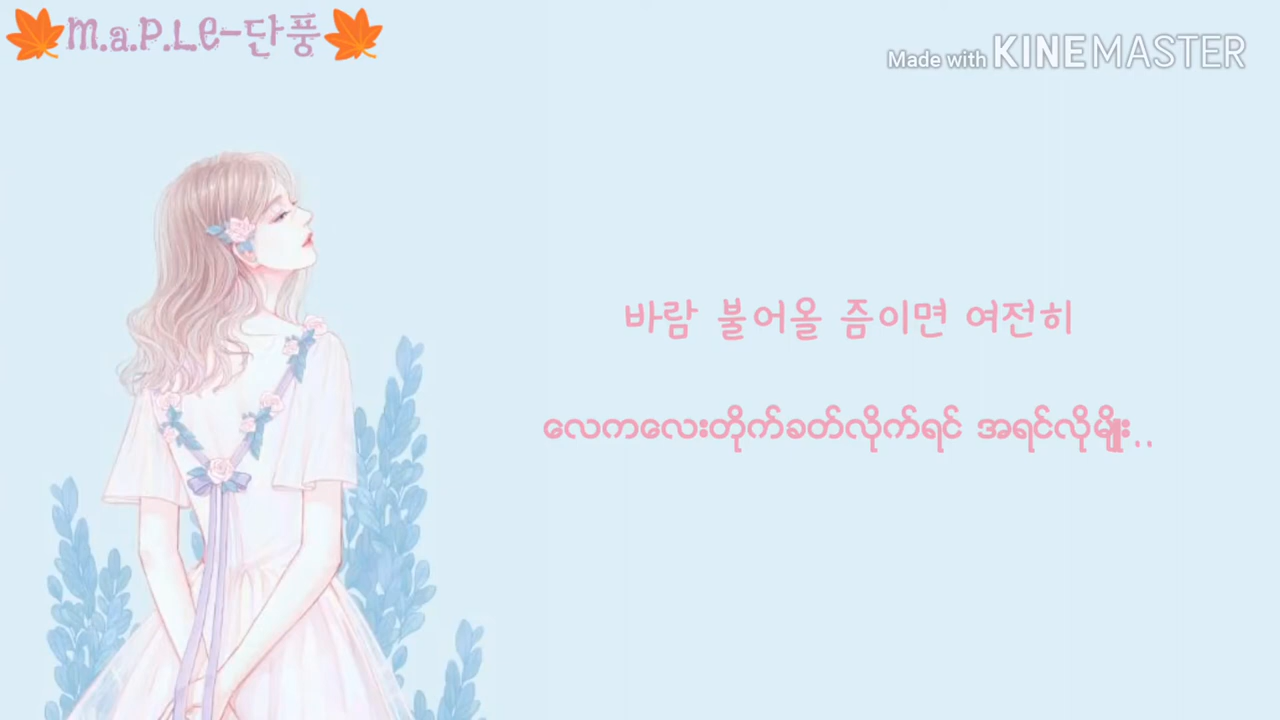 🍁M.a.P.Le-단풍🍁
Made with KINEMASTER
바람 불어올 즘이면 여전히
လေကလေးတိုက်ခတ်လိုက်ရင် အရင်လိုမျိုး..